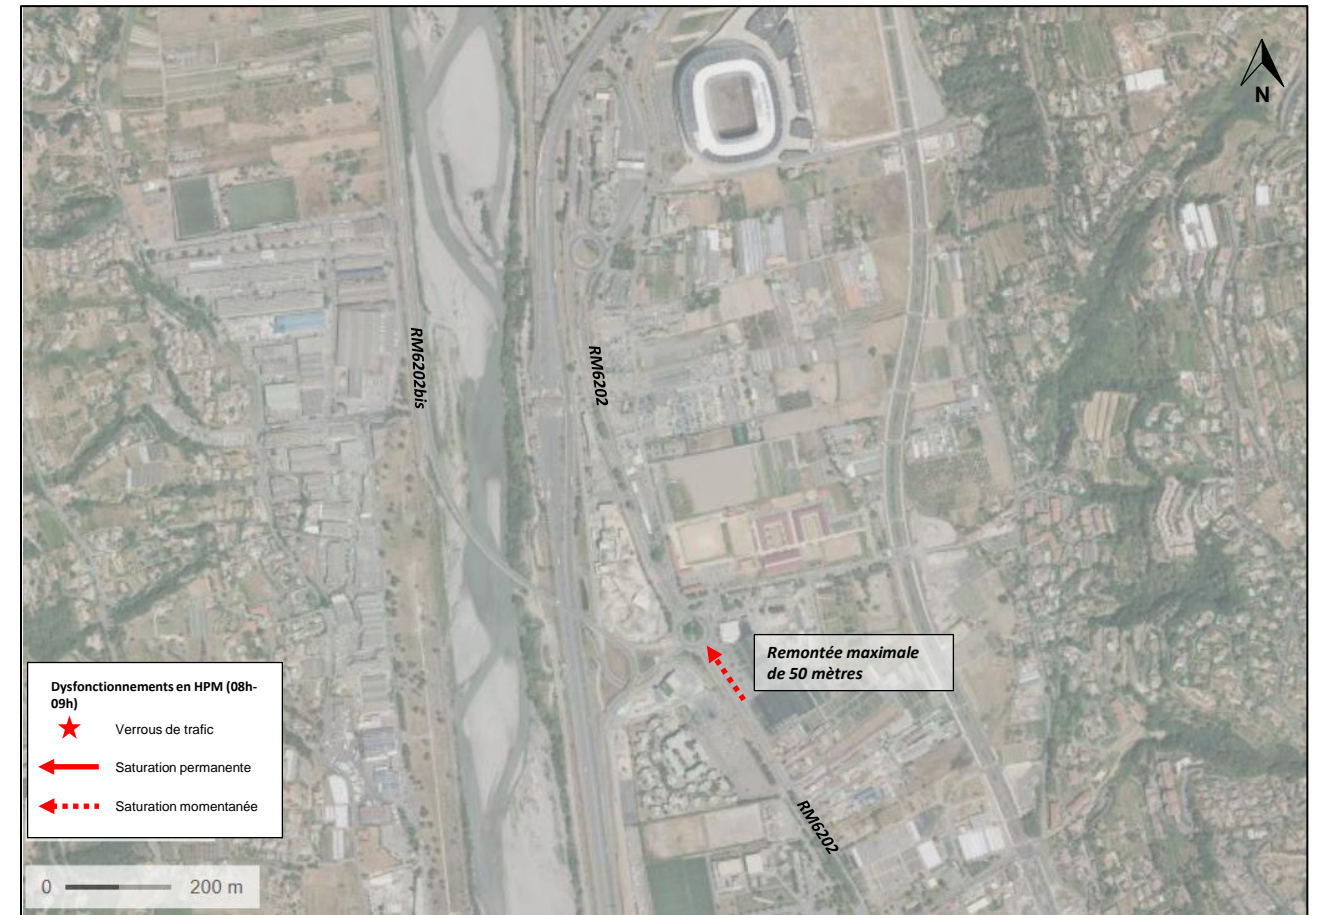 N
RM6202bis
RM6202
Remontée maximale
de 50 mètres
Dysfonctionnements en HPM (08h-
09h)
Verrous de trafic
Saturation permanente
Saturation momentanée
RM6202
0 200 m